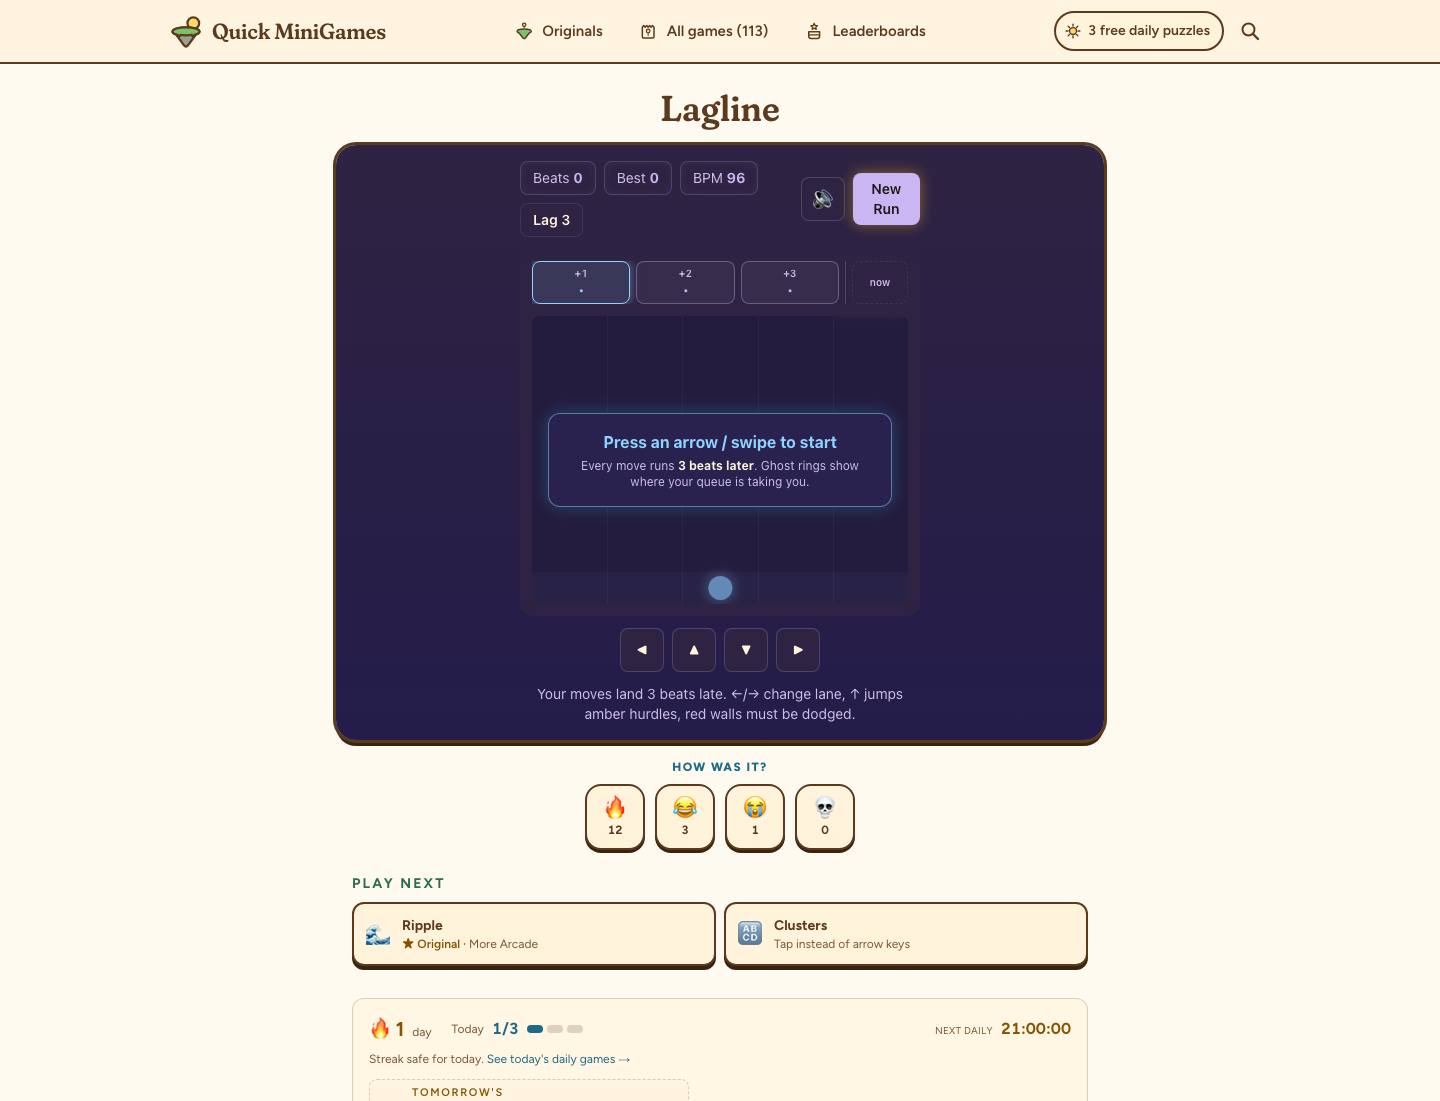 Quick MiniGames
Originals
All games (113)
Leaderboards
3 free daily puzzles
Lagline
Beats 0
Best 0
BPM 96
Lag 3
New
Run
+1
+2
+3
now
Press an arrow / swipe to start
Every move runs 3 beats later. Ghost rings show
where your queue is taking you.
Your moves land 3 beats late. ←/→ change lane, ↑ jumps
amber hurdles, red walls must be dodged.
HOW WAS IT?
12
3
1
0
PLAY NEXT
Ripple
Original · More Arcade
Clusters
Tap instead of arrow keys
1 day
Today 1/3
NEXT DAILY 21:00:00
Streak safe for today. See today's daily games →
TOMORROW'S